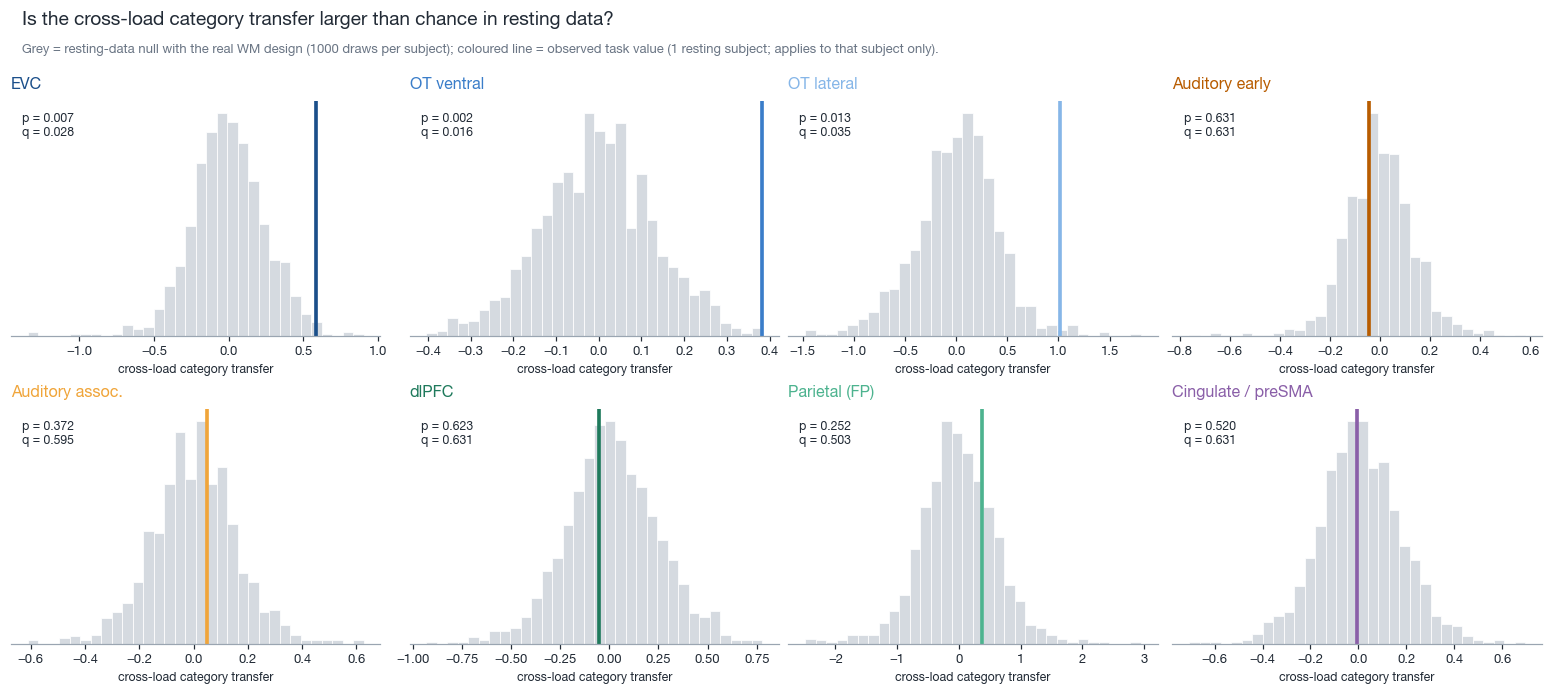 Is the cross-load category transfer larger than chance in resting data?
Grey = resting-data null with the real WM design (1000 draws per subject); coloured line = observed task value (1 resting subject; applies to that subject only).
EVC
p = 0.007
q = 0.028
−1.0 −0.5 0.0 0.5 1.0
cross-load category transfer
OT ventral
p = 0.002
q = 0.016
−0.4 −0.3 −0.2 −0.1 0.0 0.1 0.2 0.3 0.4
cross-load category transfer
OT lateral
p = 0.013
q = 0.035
−1.5 −1.0 −0.5 0.0 0.5 1.0 1.5
cross-load category transfer
Auditory early
p = 0.631
q = 0.631
−0.8 −0.6 −0.4 −0.2 0.0 0.2 0.4 0.6
cross-load category transfer
Auditory assoc.
p = 0.372
q = 0.595
−0.6 −0.4 −0.2 0.0 0.2 0.4 0.6
cross-load category transfer
dlPFC
p = 0.623
q = 0.631
−1.00 −0.75 −0.50 −0.25 0.00 0.25 0.50 0.75
cross-load category transfer
Parietal (FP)
p = 0.252
q = 0.503
−2 −1 0 1 2 3
cross-load category transfer
Cingulate / preSMA
p = 0.520
q = 0.631
−0.6 −0.4 −0.2 0.0 0.2 0.4 0.6
cross-load category transfer